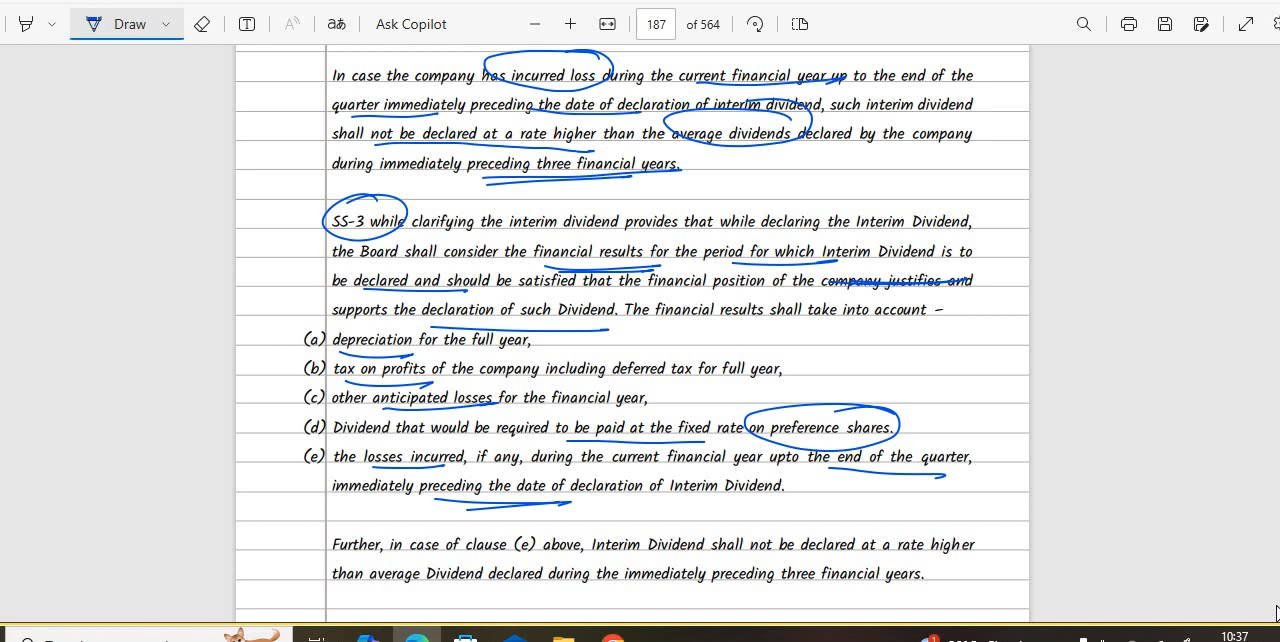 Draw
Ask Copilot
187 of 564
In case the company has incurred loss during the current financial year up to the end of the
quarter immediately preceding the date of declaration of interim dividend, such interim dividend
shall not be declared at a rate higher than the average dividends declared by the company
during immediately preceding three financial years.
SS-3 while clarifying the interim dividend provides that while declaring the Interim Dividend,
the Board shall consider the financial results for the period for which Interim Dividend is to
be declared and should be satisfied that the financial position of the company justifies and
supports the declaration of such Dividend. The financial results shall take into account –
(a) depreciation for the full year,
(b) tax on profits of the company including deferred tax for full year,
(c) other anticipated losses for the financial year,
(d) Dividend that would be required to be paid at the fixed rate on preference shares.
(e) the losses incurred, if any, during the current financial year upto the end of the quarter,
immediately preceding the date of declaration of Interim Dividend.
Further, in case of clause (e) above, Interim Dividend shall not be declared at a rate higher
than average Dividend declared during the immediately preceding three financial years.
10:37